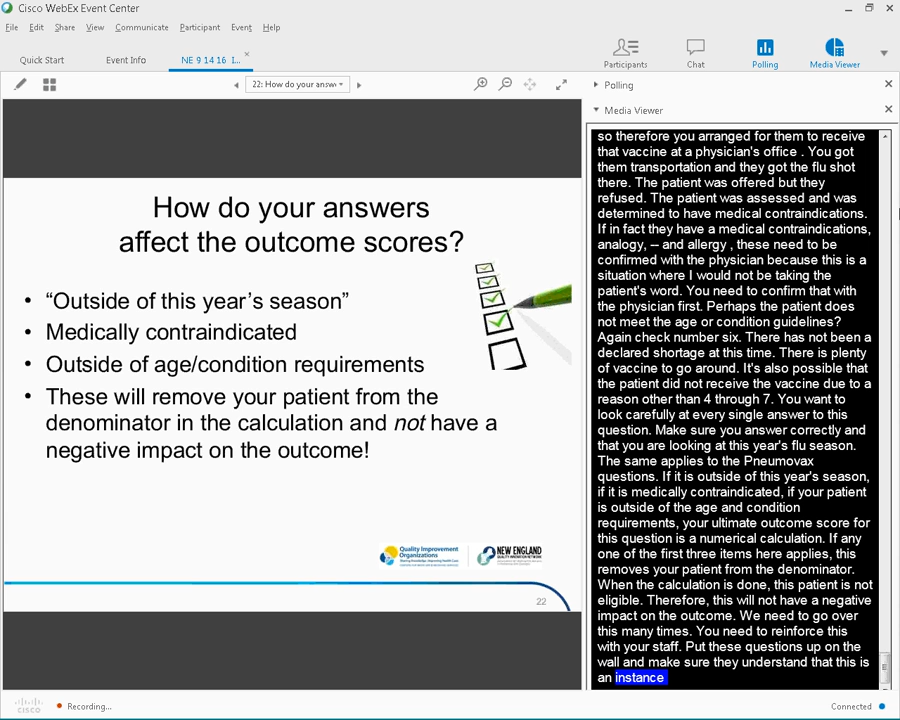 Cisco WebEx Event Center
File Edit Share View Communicate Participant Event Help
Quick Start Event Info NE 9 14 16 I...
Participants Chat Polling Media Viewer
22: How do your answ
Polling
Media Viewer
How do your answers
affect the outcome scores?
• “Outside of this year’s season”
• Medically contraindicated
• Outside of age/condition requirements
• These will remove your patient from the
denominator in the calculation and not have a
negative impact on the outcome!
Quality Improvement
Organizations
NEW ENGLAND
22
so therefore you arranged for them to receive
that vaccine at a physician's office . You got
them transportation and they got the flu shot
there. The patient was offered but they
refused. The patient was assessed and was
determined to have medical contraindications.
If in fact they have a medical contraindications,
analogy, -- and allergy , these need to be
confirmed with the physician because this is a
situation where I would not be taking the
patient's word. You need to confirm that with
the physician first. Perhaps the patient does
not meet the age or condition guidelines?
Again check number six. There has not been a
declared shortage at this time. There is plenty
of vaccine to go around. It's also possible that
the patient did not receive the vaccine due to a
reason other than 4 through 7. You want to
look carefully at every single answer to this
question. Make sure you answer correctly and
that you are looking at this year's flu season.
The same applies to the Pneumovax
questions. If it is outside of this year's season,
if it is medically contraindicated, if your patient
is outside of the age and condition
requirements, your ultimate outcome score for
this question is a numerical calculation. If any
one of the first three items here applies, this
removes your patient from the denominator.
When the calculation is done, this patient is not
eligible. Therefore, this will not have a negative
impact on the outcome. We need to go over
this many times. You need to reinforce this
with your staff. Put these questions up on the
wall and make sure they understand that this is
an instance
CISCO Recording... Connected